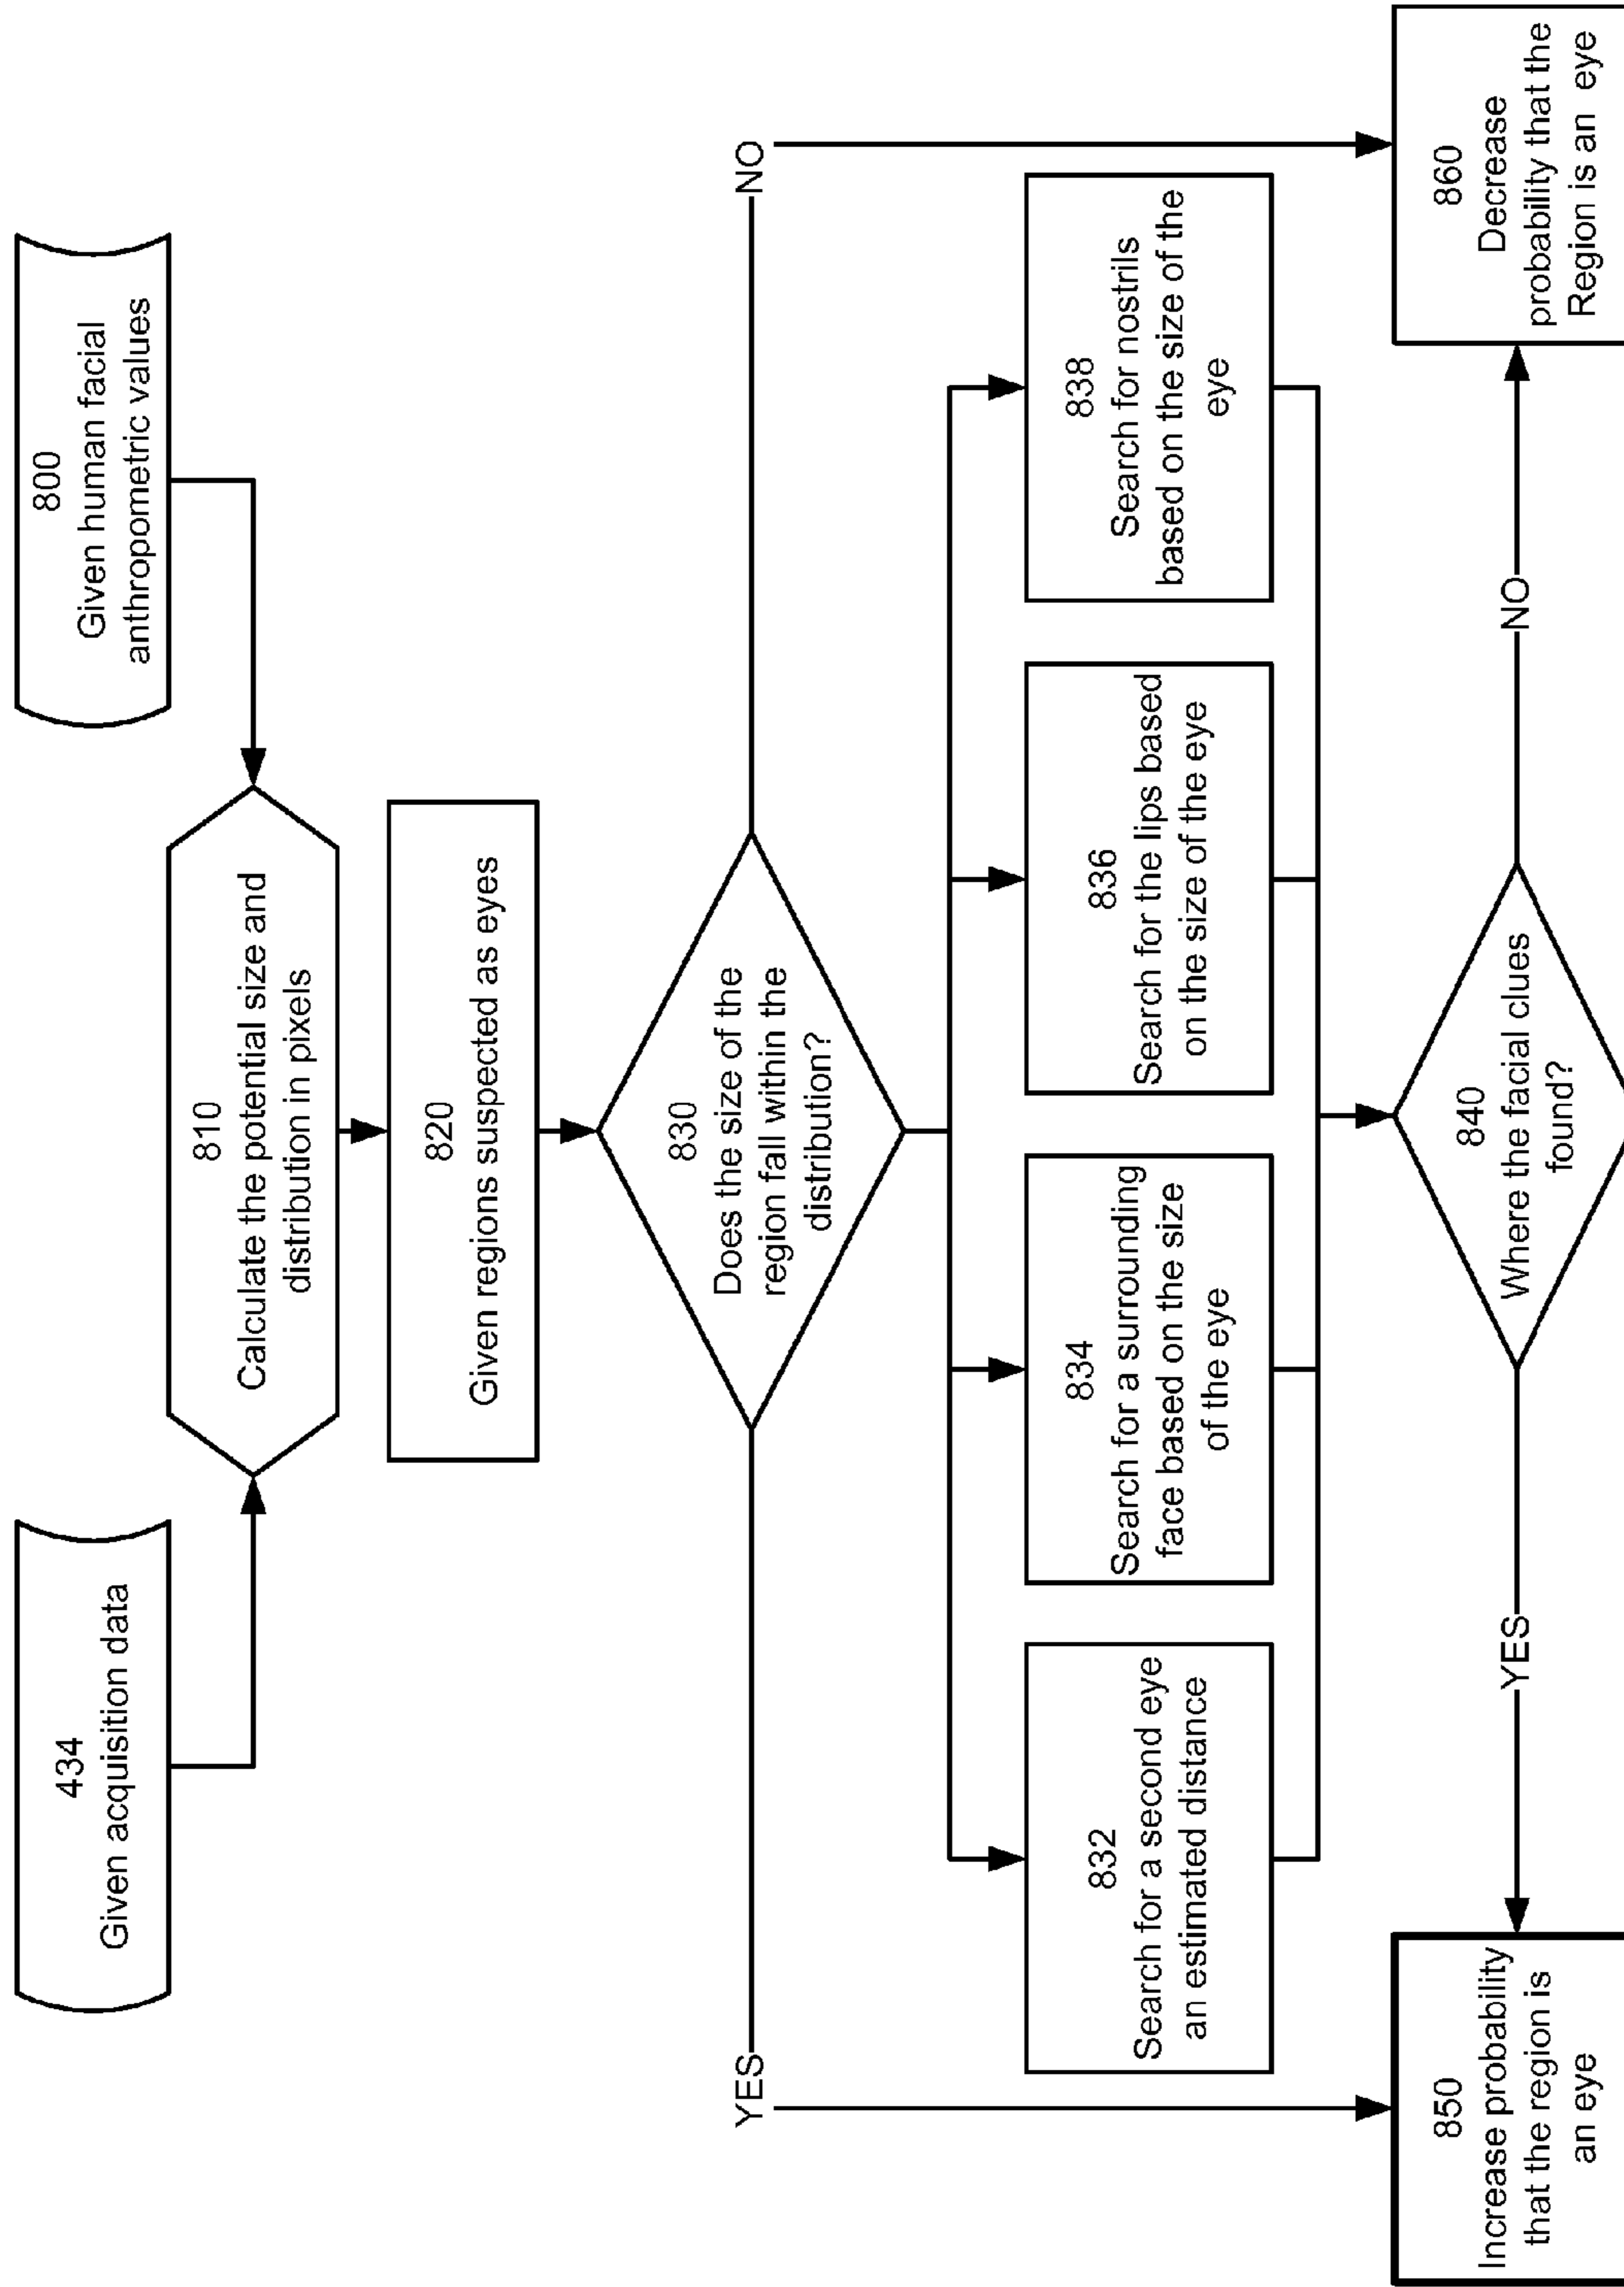 434
Given acquisition data
800
Given human facial
anthropometric values
810
Calculate the potential size and
distribution in pixels
820
Given regions suspected as eyes
830
Does the size of the
region fall within the
distribution?
YES
NO
832
Search for a second eye
an estimated distance
834
Search for a surrounding
face based on the size
of the eye
836
Search for the lips based
on the size of the eye
838
Search for nostrils
based on the size of the
eye
840
Where the facial clues
found?
YES
NO
850
Increase probability
that the region is
an eye
860
Decrease
probability that the
Region is an eye